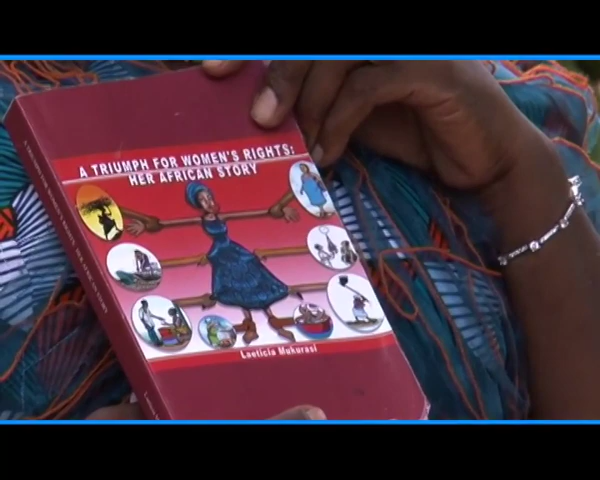 A TRIUMPH FOR WOMEN'S RIGHTS:
HER AFRICAN STORY
Laeticia Mukurasi